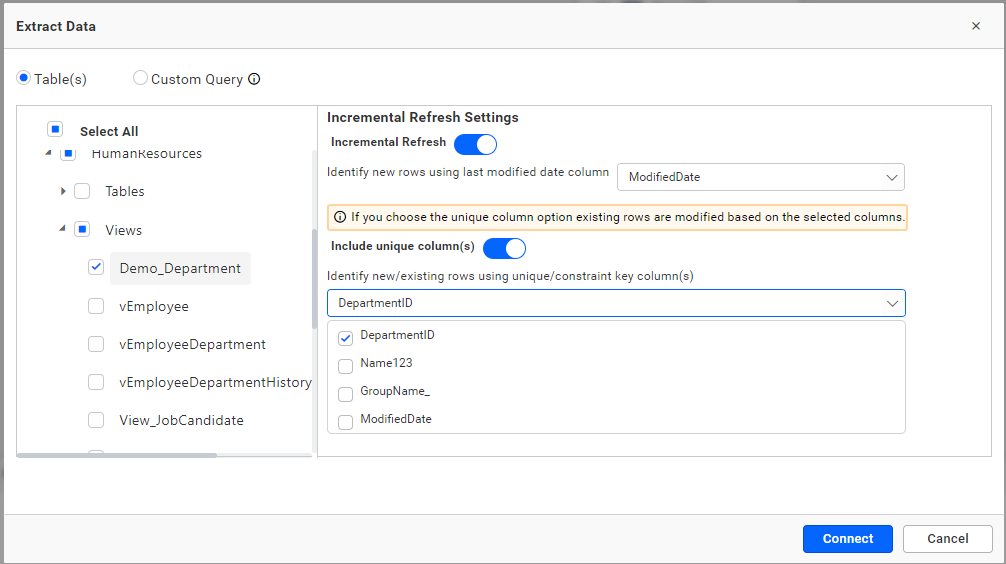 Extract Data
Table(s)
Custom Query
Select All
HumanResources
Tables
Views
Demo_Department
vEmployee
vEmployeeDepartment
vEmployeeDepartmentHistory
View_JobCandidate
Incremental Refresh Settings
Incremental Refresh
Identify new rows using last modified date column
ModifiedDate
If you choose the unique column option existing rows are modified based on the selected columns.
Include unique column(s)
Identify new/existing rows using unique/constraint key column(s)
DepartmentID
DepartmentID
Name123
GroupName_
ModifiedDate
Connect
Cancel